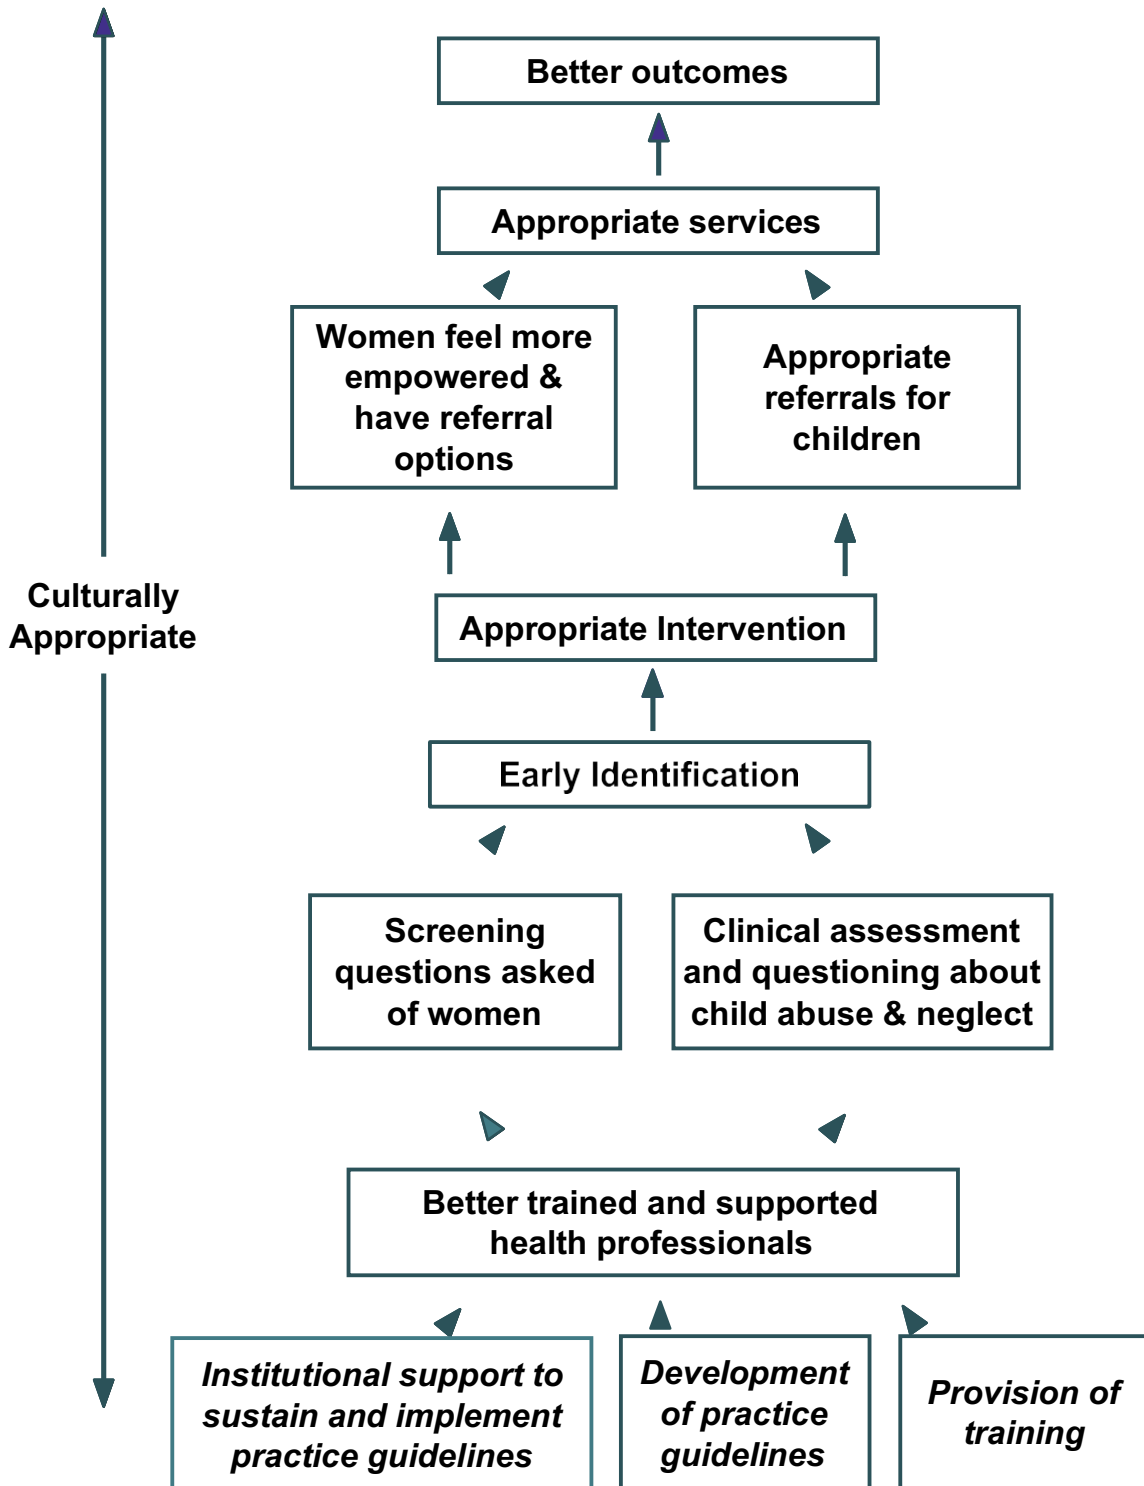 Better outcomes
Appropriate services
Women feel more
empowered &
have referral
options
Appropriate
referrals for
children
Culturally
Appropriate
Appropriate Intervention
Early Identification
Screening
questions asked
of women
Clinical assessment
and questioning about
child abuse & neglect
Better trained and supported
health professionals
Institutional support to
sustain and implement
practice guidelines
Development
of practice
guidelines
Provision of
training